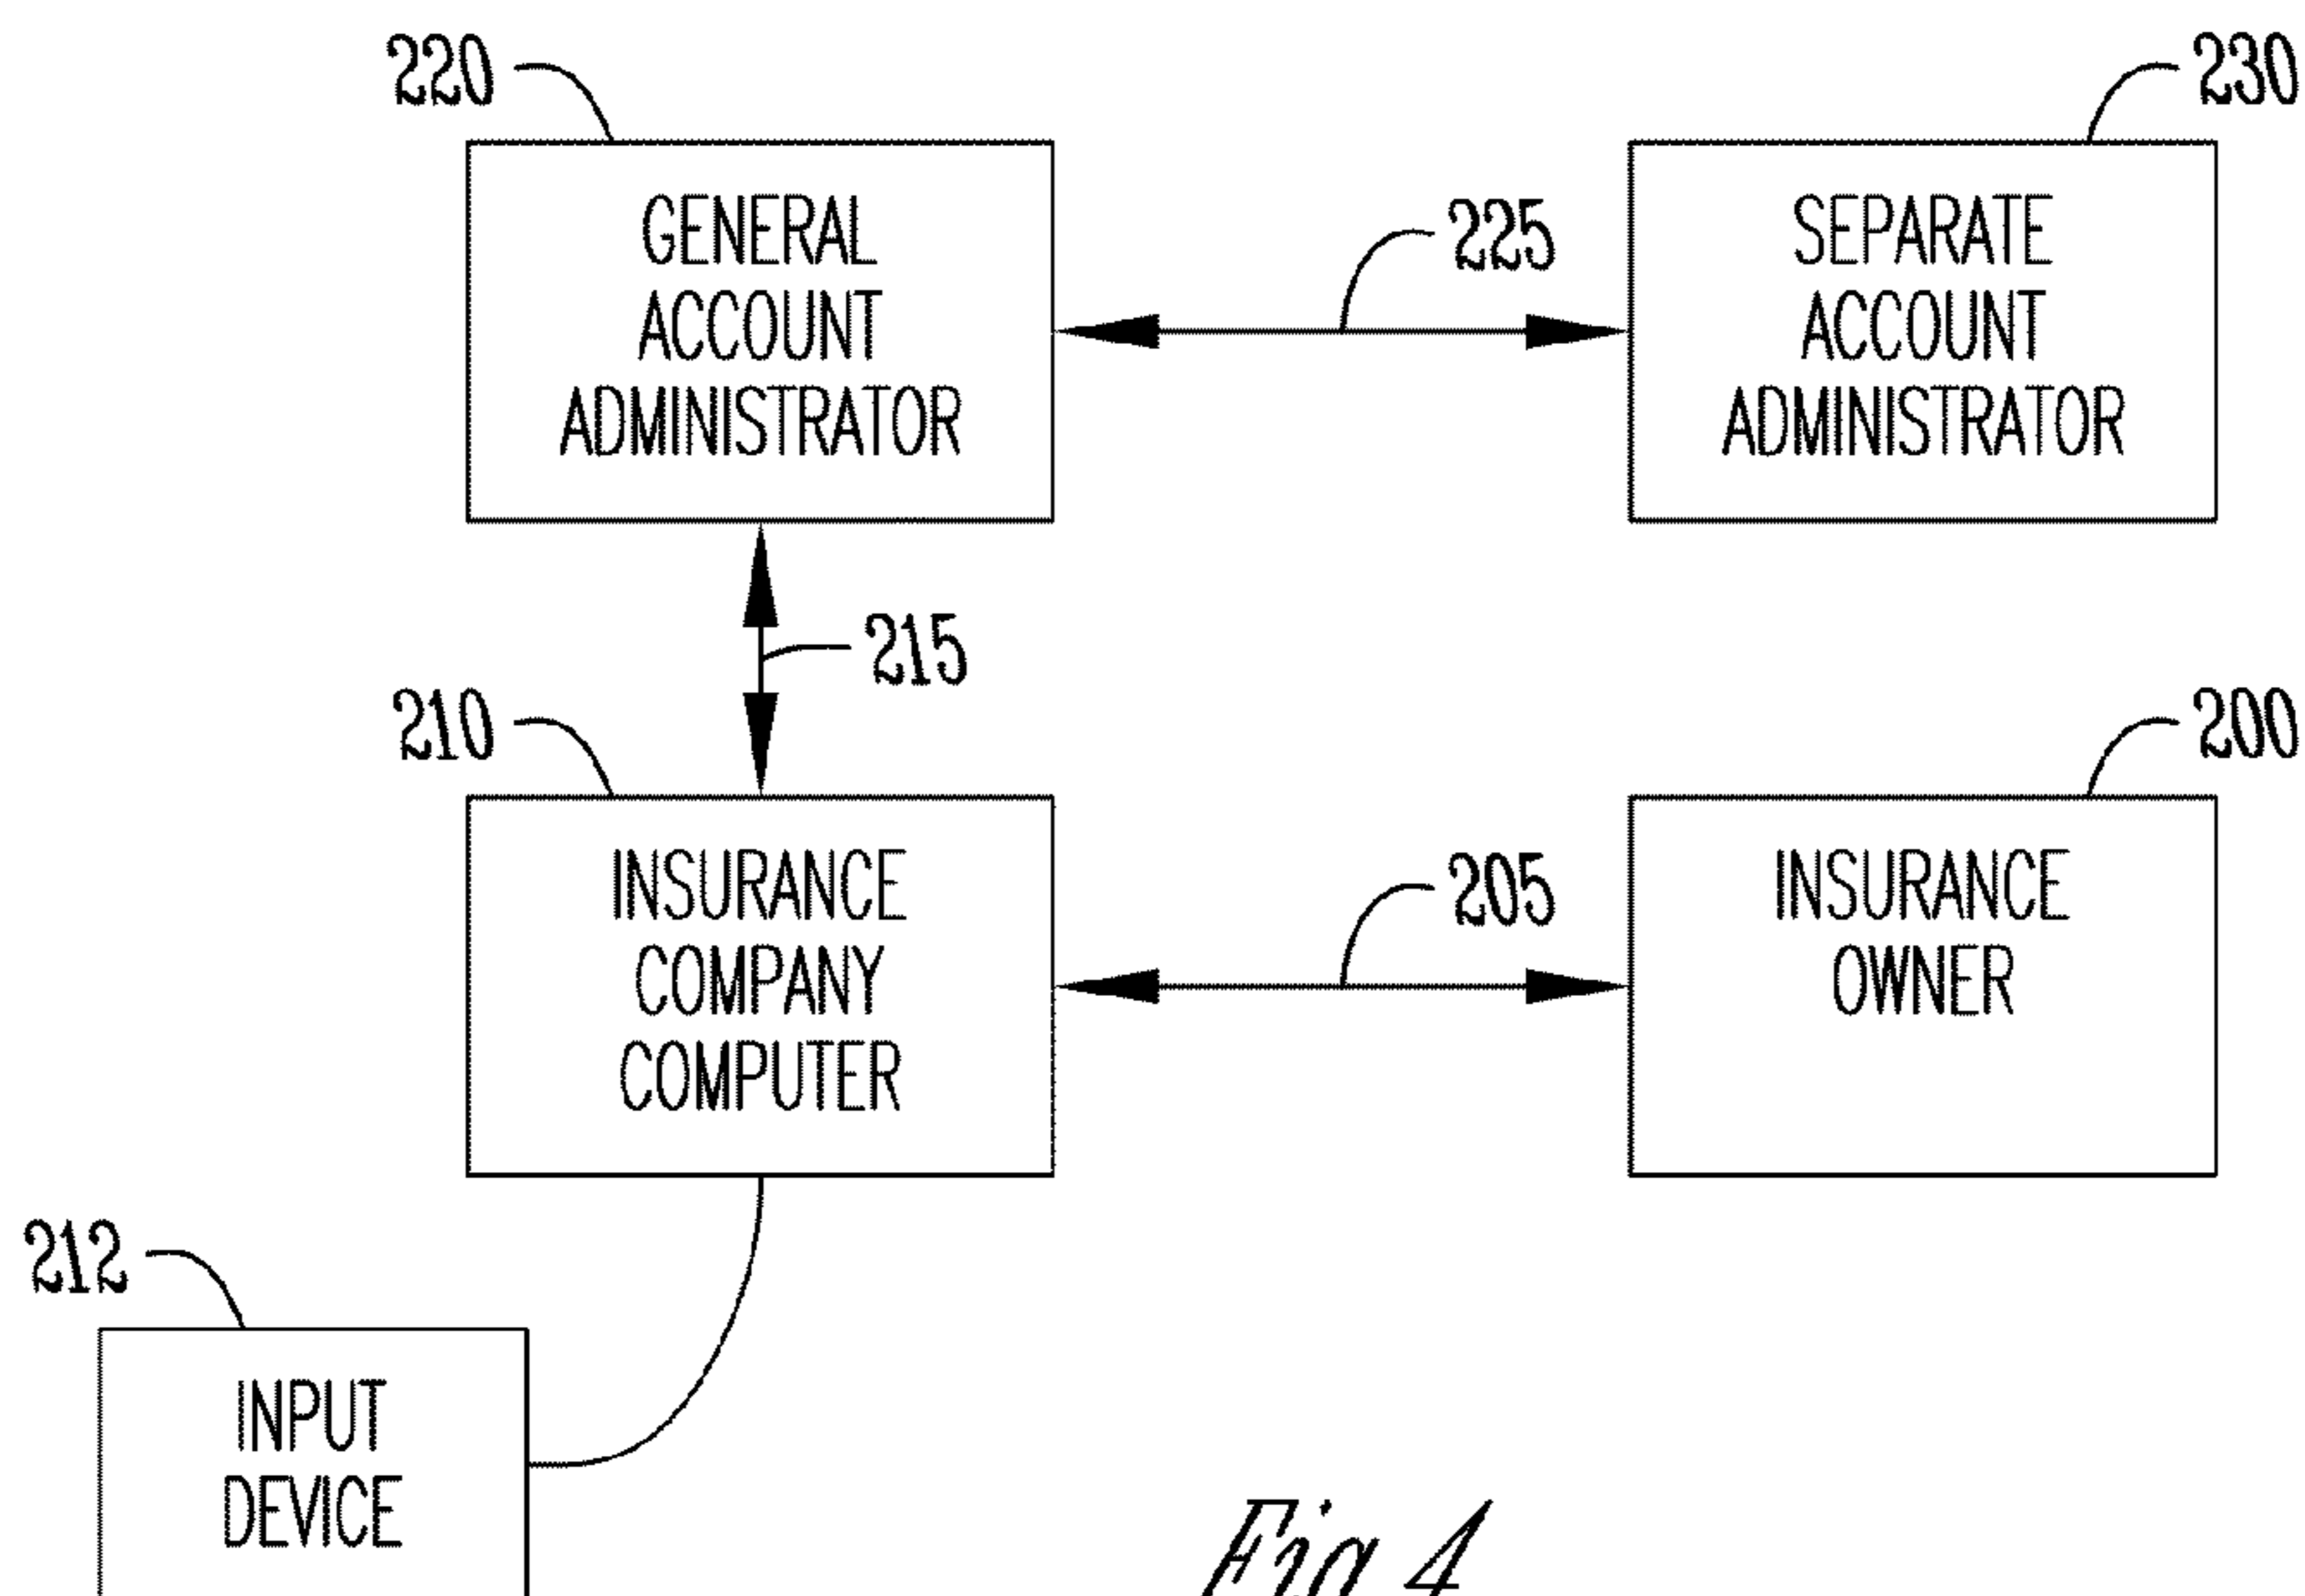 220
230
GENERAL
ACCOUNT
ADMINISTRATOR
225
SEPARATE
ACCOUNT
ADMINISTRATOR
215
210
200
INSURANCE
COMPANY
COMPUTER
205
INSURANCE
OWNER
212
INPUT
DEVICE
Fig 4